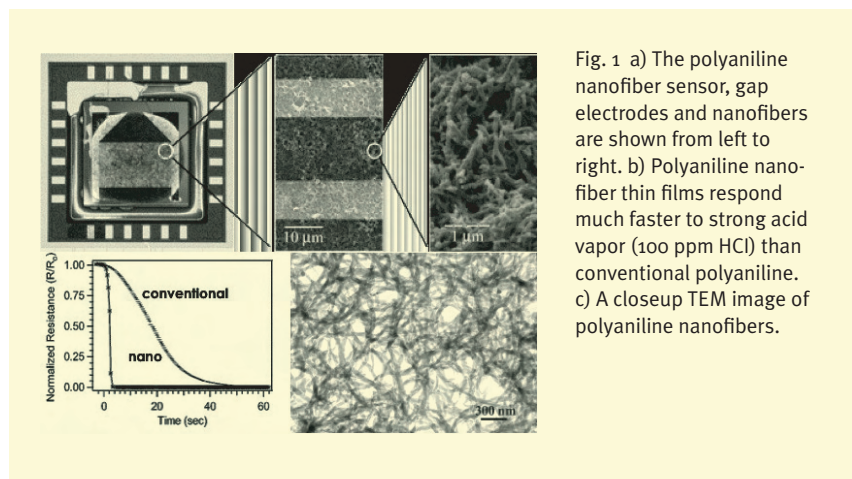 10 µm
1 µm
Normalized Resistance (R/R₀)
1.00
0.75
0.50
0.25
0.00
conventional
nano
0
20
40
60
Time (sec)
300 nm
Fig. 1 a) The polyaniline
nanofiber sensor, gap
electrodes and nanofibers
are shown from left to
right. b) Polyaniline nano-
fiber thin films respond
much faster to strong acid
vapor (100 ppm HCl) than
conventional polyaniline.
c) A closeup TEM image of
polyaniline nanofibers.